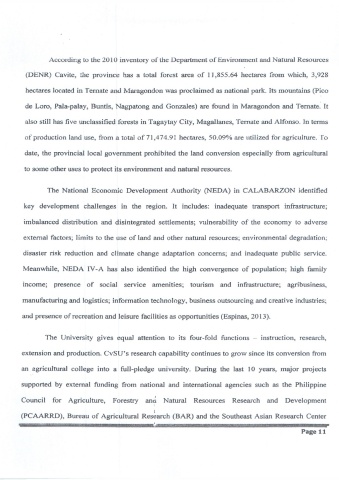 According to the 2010 inventory of the Department of Environment and Natural Resources
(DENR) Cavite, the province has a total forest area of 11,855.64 hectares from which, 3,928
hectares located in Ternate and Maragondon was proclaimed as national park. Its mountains (Pico
de Loro, Pala-palay, Buntis, Nagpatong and Gonzales) are found in Maragondon and Ternate. It
also still has five unclassified forests in Tagaytay City, Magallanes, Ternate and Alfonso. In terms
of production land use, from a total of 71,474.91 hectares, 50.09% are utilized for agriculture. To
date, the provincial local government prohibited the land conversion especially from agricultural
to some other uses to protect its environment and natural resources.
The National Economic Development Authority (NEDA) in CALABARZON identified
key development challenges in the region. It includes: inadequate transport infrastructure;
imbalanced distribution and disintegrated settlements; vulnerability of the economy to adverse
external factors; limits to the use of land and other natural resources; environmental degradation;
disaster risk reduction and climate change adaptation concerns; and inadequate public service.
Meanwhile, NEDA IV-A has also identified the high convergence of population; high family
income; presence of social service amenities; tourism and infrastructure; agribusiness,
manufacturing and logistics; information technology, business outsourcing and creative industries;
and presence of recreation and leisure facilities as opportunities (Espinas, 2013).
The University gives equal attention to its four-fold functions – instruction, research,
extension and production. CvSU's research capability continues to grow since its conversion from
an agricultural college into a full-pledge university. During the last 10 years, major projects
supported by external funding from national and international agencies such as the Philippine
Council for Agriculture, Forestry and Natural Resources Research and Development
(PCAARRD), Bureau of Agricultural Research (BAR) and the Southeast Asian Research Center
Page 11